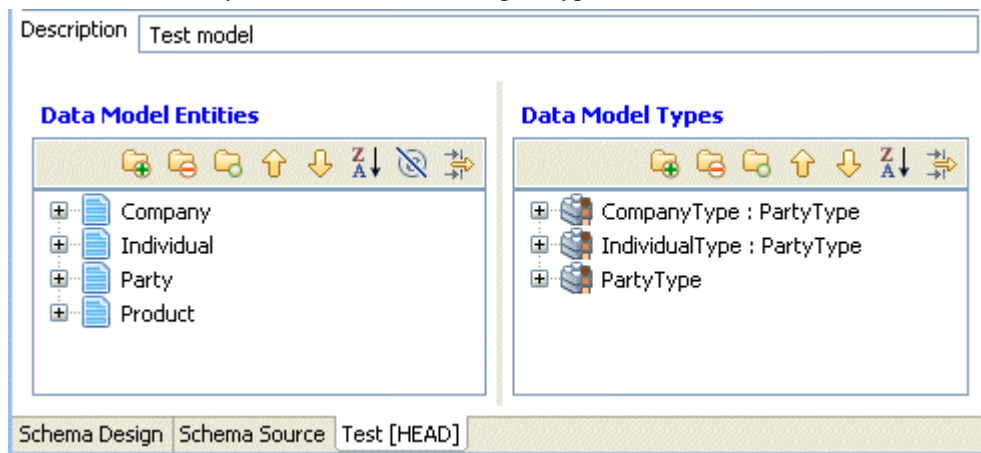 Description Test model
Data Model Entities
Company
Individual
Party
Product
Data Model Types
CompanyType : PartyType
IndividualType : PartyType
PartyType
Schema Design Schema Source Test [HEAD]